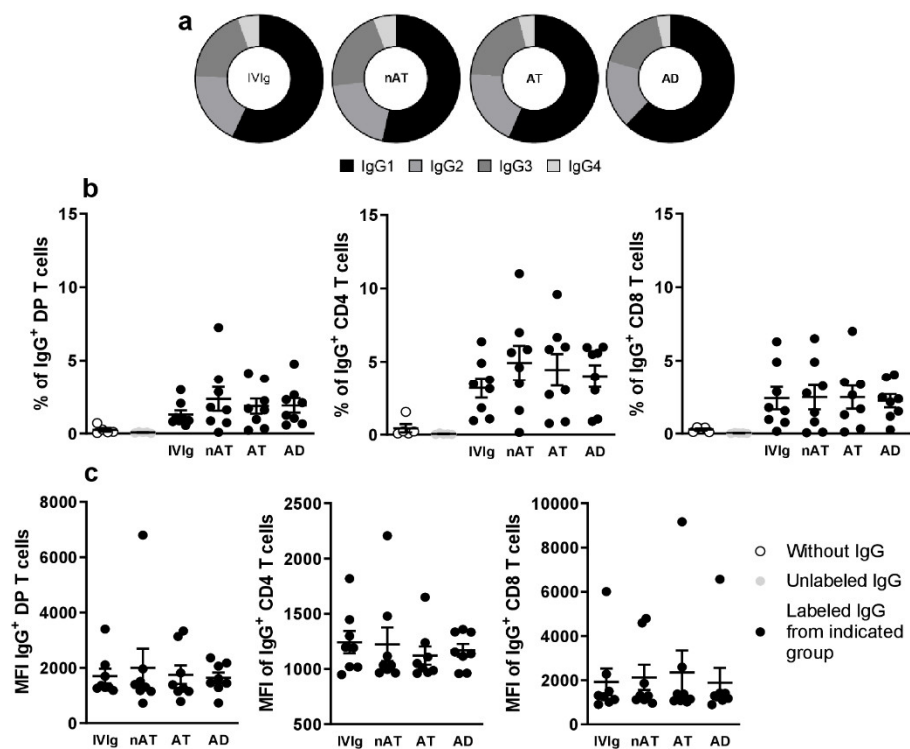 a
IVIg
nAT
AT
AD
IgG1 IgG2 IgG3 IgG4
b
% of IgG+ DP T cells
15
10
5
0
IVIg nAT AT AD
% of IgG+ CD4 T cells
15
10
5
0
IVIg nAT AT AD
% of IgG+ CD8 T cells
15
10
5
0
IVIg nAT AT AD
c
MFI IgG+ DP T cells
8000
6000
4000
2000
0
IVIg nAT AT AD
MFI of IgG+ CD4 T cells
2500
2000
1500
1000
500
IVIg nAT AT AD
MFI of IgG+ CD8 T cells
10000
8000
6000
4000
2000
0
IVIg nAT AT AD
Without IgG
Unlabeled IgG
Labeled IgG
from indicated
group